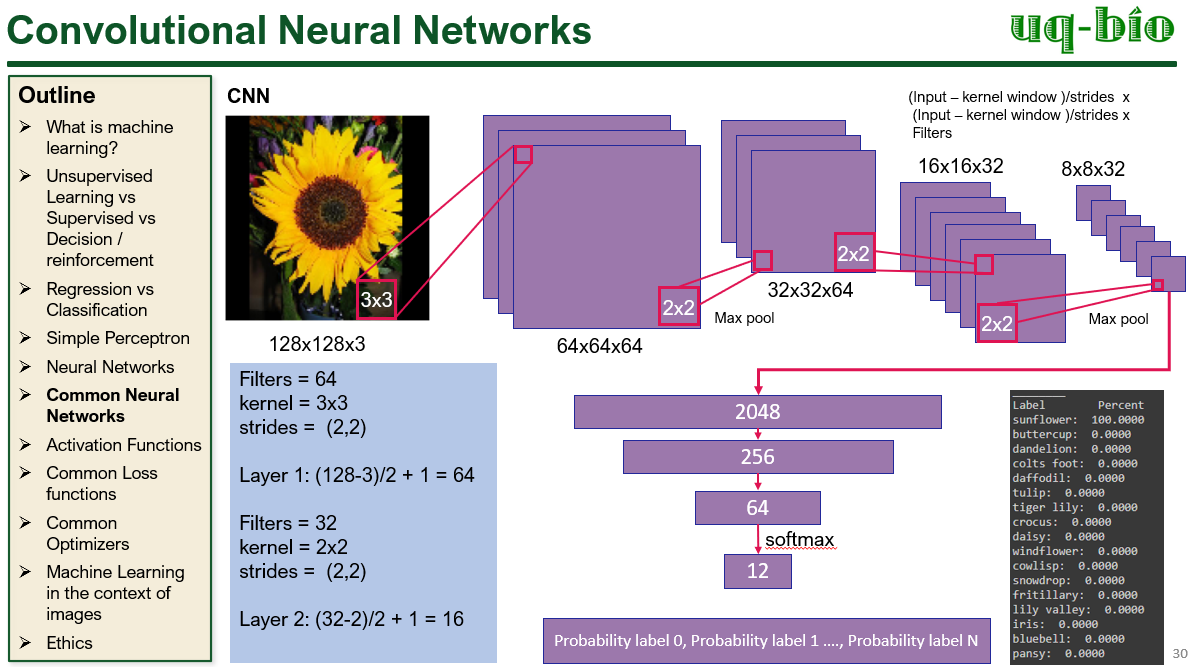 Convolutional Neural Networks
uq-bio
Outline
➢ What is machine
learning?
➢ Unsupervised
Learning vs
Supervised vs
Decision /
reinforcement
➢ Regression vs
Classification
➢ Simple Perceptron
➢ Neural Networks
➢ Common Neural
Networks
➢ Activation Functions
➢ Common Loss
functions
➢ Common
Optimizers
➢ Machine Learning
in the context of
images
➢ Ethics
CNN
3x3
128x128x3
2x2
64x64x64
Max pool
2x2
32x32x64
(Input – kernel window )/strides x
(Input – kernel window )/strides x
Filters
16x16x32
2x2
8x8x32
Max pool
Filters = 64
kernel = 3x3
strides = (2,2)
Layer 1: (128-3)/2 + 1 = 64
Filters = 32
kernel = 2x2
strides = (2,2)
Layer 2: (32-2)/2 + 1 = 16
2048
256
64
softmax
12
Probability label 0, Probability label 1 ...., Probability label N
Label Percent
sunflower: 100.0000
buttercup: 0.0000
dandelion: 0.0000
colts foot: 0.0000
daffodil: 0.0000
tulip: 0.0000
tiger lily: 0.0000
crocus: 0.0000
daisy: 0.0000
windflower: 0.0000
cowlisp: 0.0000
snowdrop: 0.0000
fritillary: 0.0000
lily valley: 0.0000
iris: 0.0000
bluebell: 0.0000
pansy: 0.0000
30